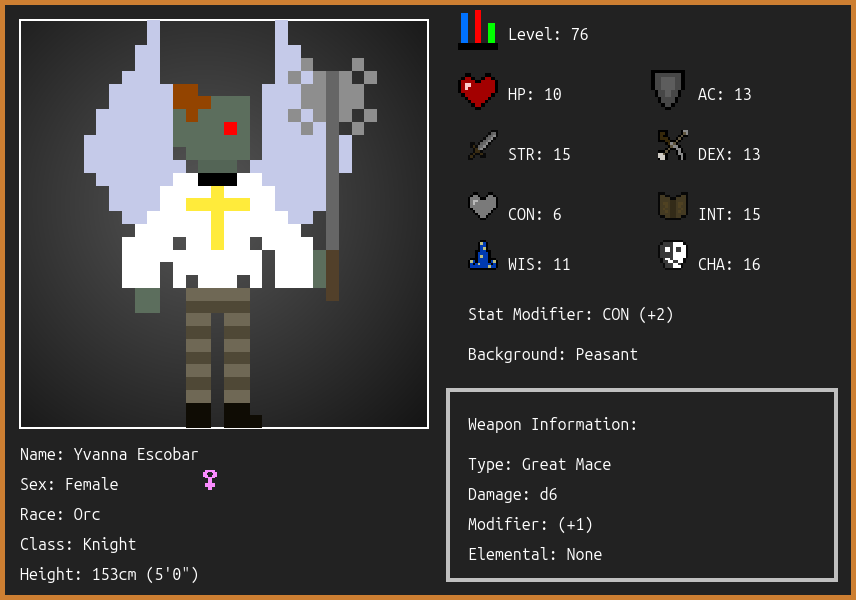 Level: 76
HP: 10
AC: 13
STR: 15
DEX: 13
CON: 6
INT: 15
WIS: 11
CHA: 16
Stat Modifier: CON (+2)
Background: Peasant
Weapon Information:
Type: Great Mace
Damage: d6
Modifier: (+1)
Elemental: None
Name: Yvanna Escobar
Sex: Female
Race: Orc
Class: Knight
Height: 153cm (5'0")